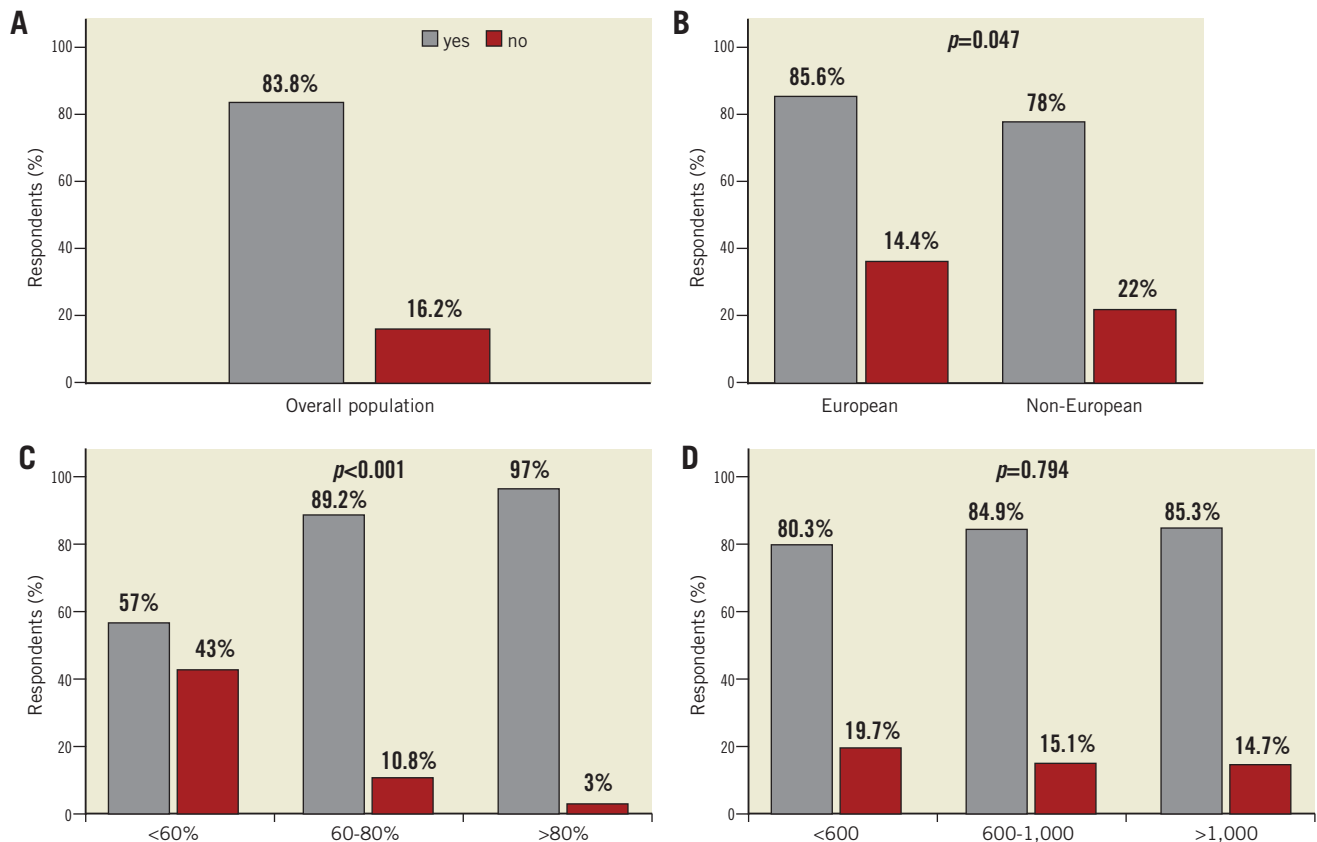 A
yes no
100
80
60
40
20
0
Respondents (%)
83.8%
16.2%
Overall population
B
p=0.047
100
80
60
40
20
0
Respondents (%)
85.6%
14.4%
78%
22%
European Non-European
C
p<0.001
100
80
60
40
20
0
Respondents (%)
57%
43%
89.2%
10.8%
97%
3%
<60% 60-80% >80%
D
p=0.794
100
80
60
40
20
0
Respondents (%)
80.3%
19.7%
84.9%
15.1%
85.3%
14.7%
<600 600-1,000 >1,000